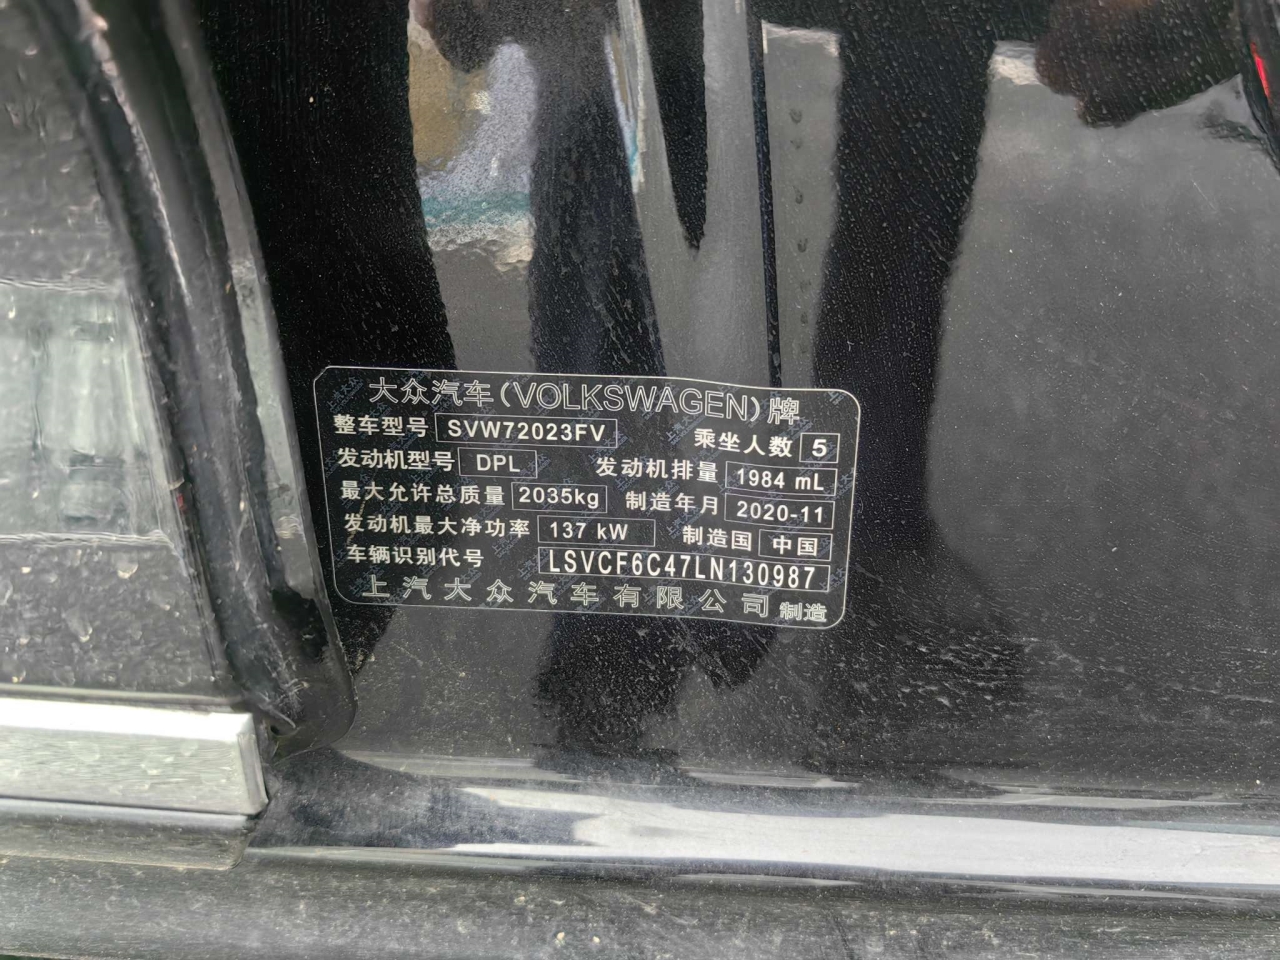 大众汽车(VOLKSWAGEN)牌
整车型号 SVW72023FV 乘坐人数 5
发动机型号 DPL 发动机排量 1984 mL
最大允许总质量 2035kg 制造年月 2020-11
发动机最大净功率 137 kW 制造国 中国
车辆识别代号 LSVCF6C47LN130987
上汽大众汽车有限公司 制造